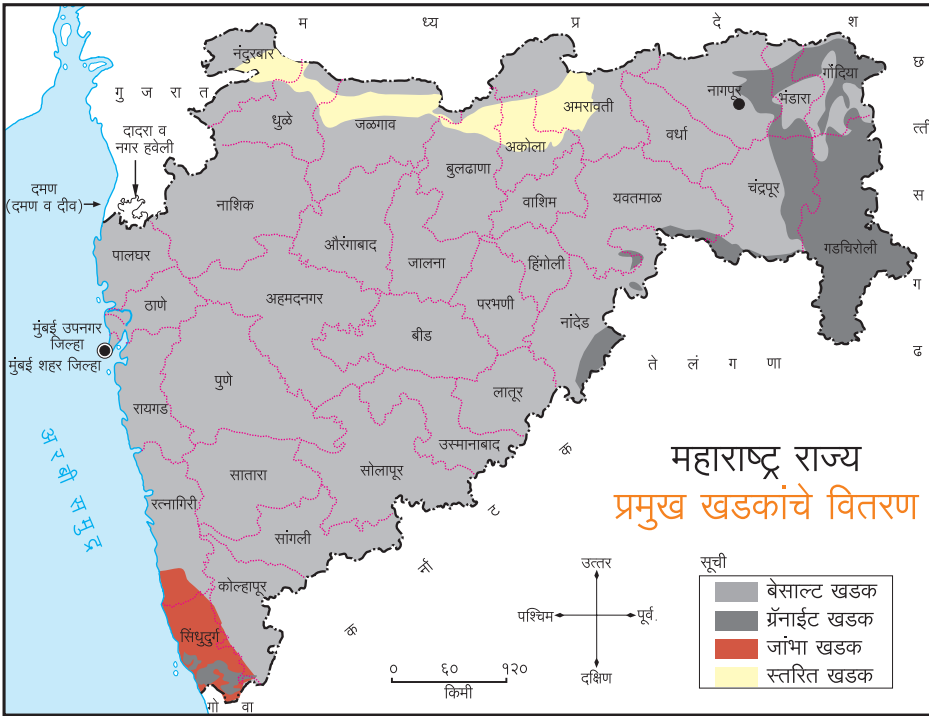 म ध्य प्र दे श
नंदुरबार
गोंदिया
छ
गु ज रा त
नागपूर
भंडारा
अमरावती
धुळे
जळगाव
वर्धा
त्ती
दादरा व
नगर हवेली
अकोला
बुलढाणा
दमण
(दमण व दीव)
नाशिक
वाशिम
यवतमाळ
चंद्रपूर
स
औरंगाबाद
पालघर
जालना
हिंगोली
गडचिरोली
ग
ठाणे
अहमदनगर
परभणी
नांदेड
मुंबई उपनगर
जिल्हा
मुंबई शहर जिल्हा
बीड
ढ
ते लं ग णा
पुणे
रायगड
लातूर
उस्मानाबाद
अरबी समुद्र
सातारा
सोलापूर
रत्नागिरी
सांगली
कोल्हापूर
क र्ना ट क
सिंधुदुर्ग
गो वा
महाराष्ट्र राज्य
प्रमुख खडकांचे वितरण
उत्तर
पश्चिम
पूर्व.
दक्षिण
० ६० १२०
किमी
सूची
बेसाल्ट खडक
ग्रॅनाईट खडक
जांभा खडक
स्तरित खडक